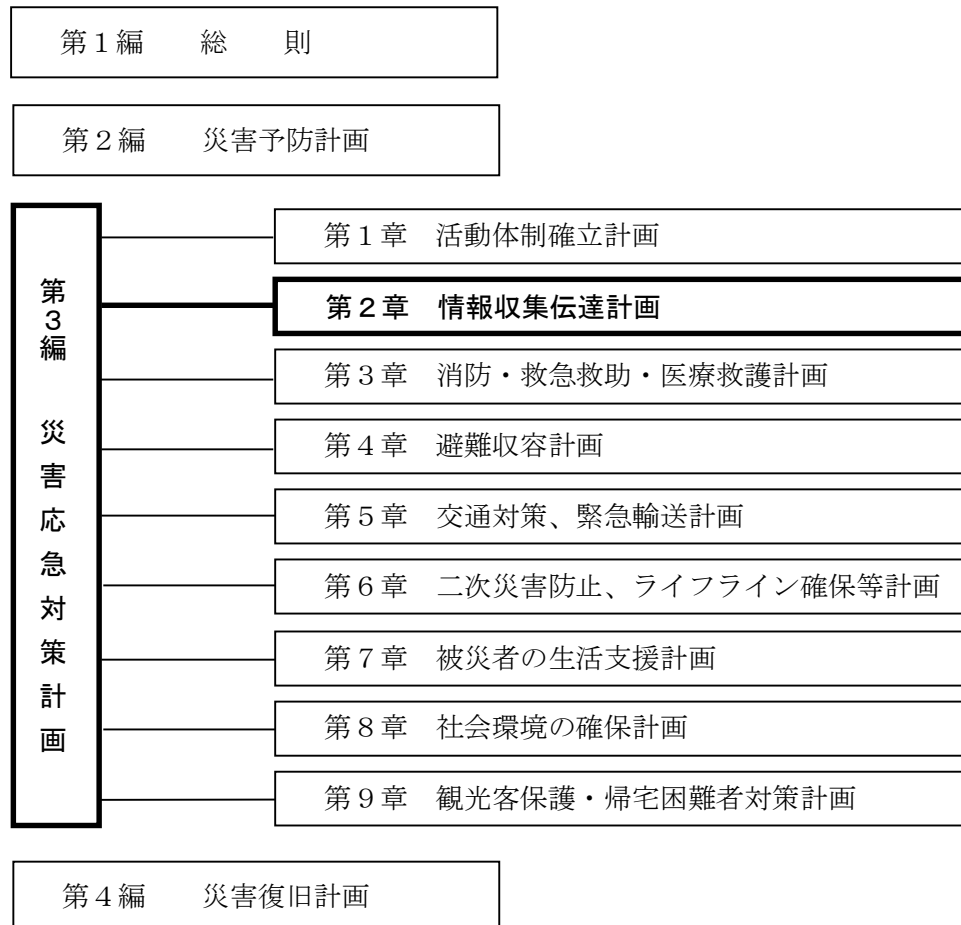 第１編　　総　　則
第２編　　災害予防計画
第３編　災害応急対策計画
第１章　活動体制確立計画
第２章　情報収集伝達計画
第３章　消防・救急救助・医療救護計画
第４章　避難収容計画
第５章　交通対策、緊急輸送計画
第６章　二次災害防止、ライフライン確保等計画
第７章　被災者の生活支援計画
第８章　社会環境の確保計画
第９章　観光客保護・帰宅困難者対策計画
第４編　　災害復旧計画